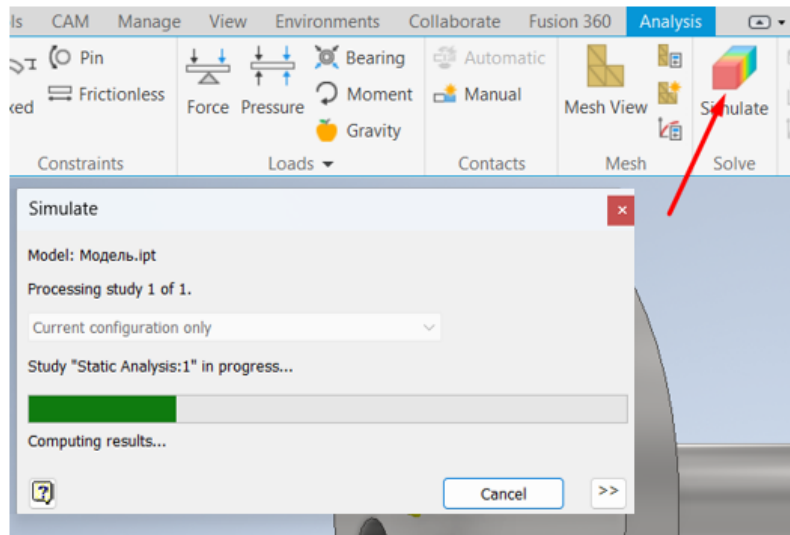 ls CAM Manage View Environments Collaborate Fusion 360 Analysis
Pin
Frictionless
xed
Constraints
Force Pressure
Bearing
Moment
Gravity
Loads
Automatic
Manual
Contacts
Mesh View
Mesh
Simulate
Solve
Simulate
Model: Модель.ipt
Processing study 1 of 1.
Current configuration only
Study "Static Analysis:1" in progress...
Computing results...
Cancel >>